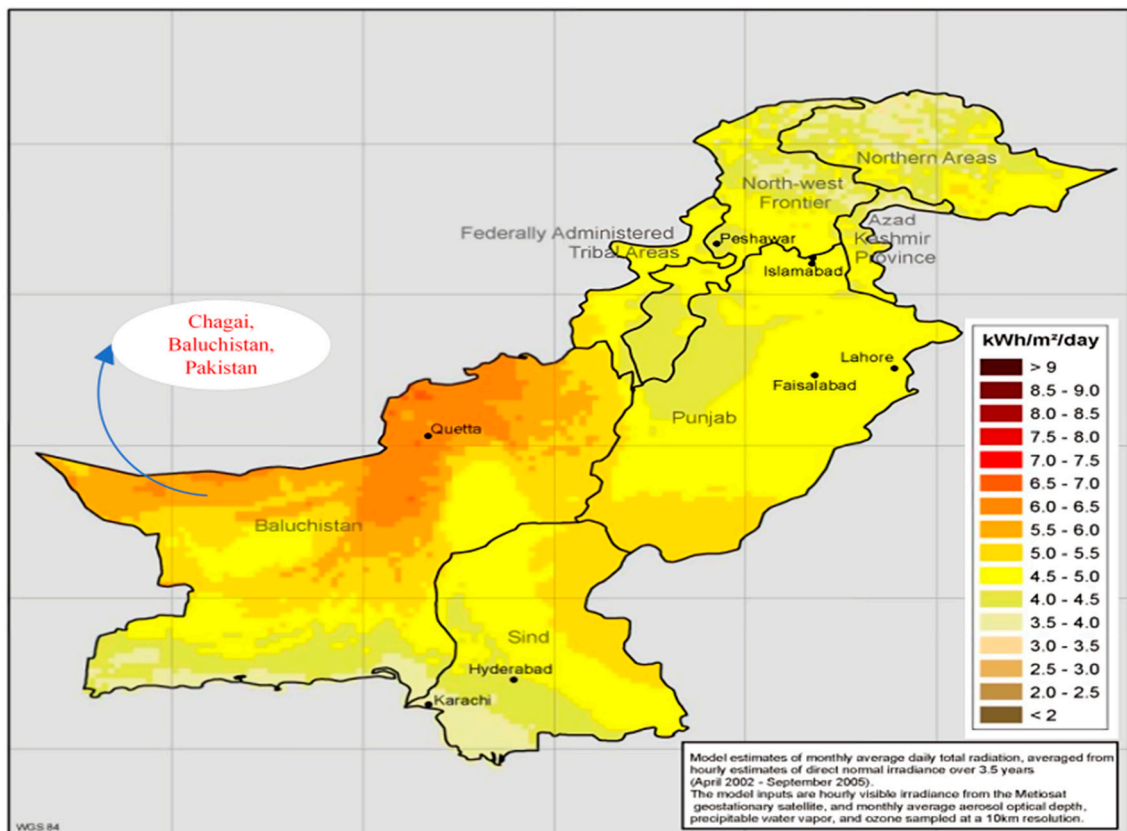 Northern Areas
North-west
Frontier
Azad
Kashmir
Province
Federally Administered
Tribal Areas
Peshawar
Islamabad
Chagai,
Baluchistan,
Pakistan
Lahore
Faisalabad
Punjab
Quetta
Baluchistan
Sind
Hyderabad
Karachi
kWh/m²/day
> 9
8.5 - 9.0
8.0 - 8.5
7.5 - 8.0
7.0 - 7.5
6.5 - 7.0
6.0 - 6.5
5.5 - 6.0
5.0 - 5.5
4.5 - 5.0
4.0 - 4.5
3.5 - 4.0
3.0 - 3.5
2.5 - 3.0
2.0 - 2.5
< 2
Model estimates of monthly average daily total radiation, averaged from
hourly estimates of direct normal irradiance over 3.5 years
(April 2002 - September 2005).
The model inputs are hourly visible irradiance from the Metiosat
geostationary satellite, and monthly average aerosol optical depth,
precipitable water vapor, and ozone sampled at a 10km resolution.
WGS 84